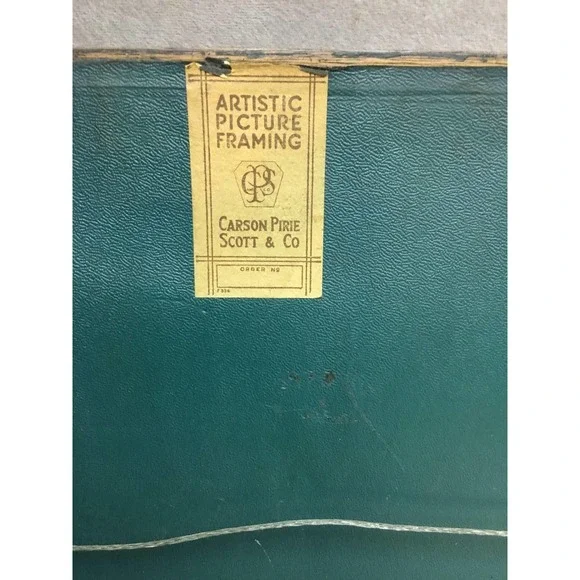 ARTISTIC
PICTURE
FRAMING
CPS
CARSON PIRIE
SCOTT & CO
ORDER Nº